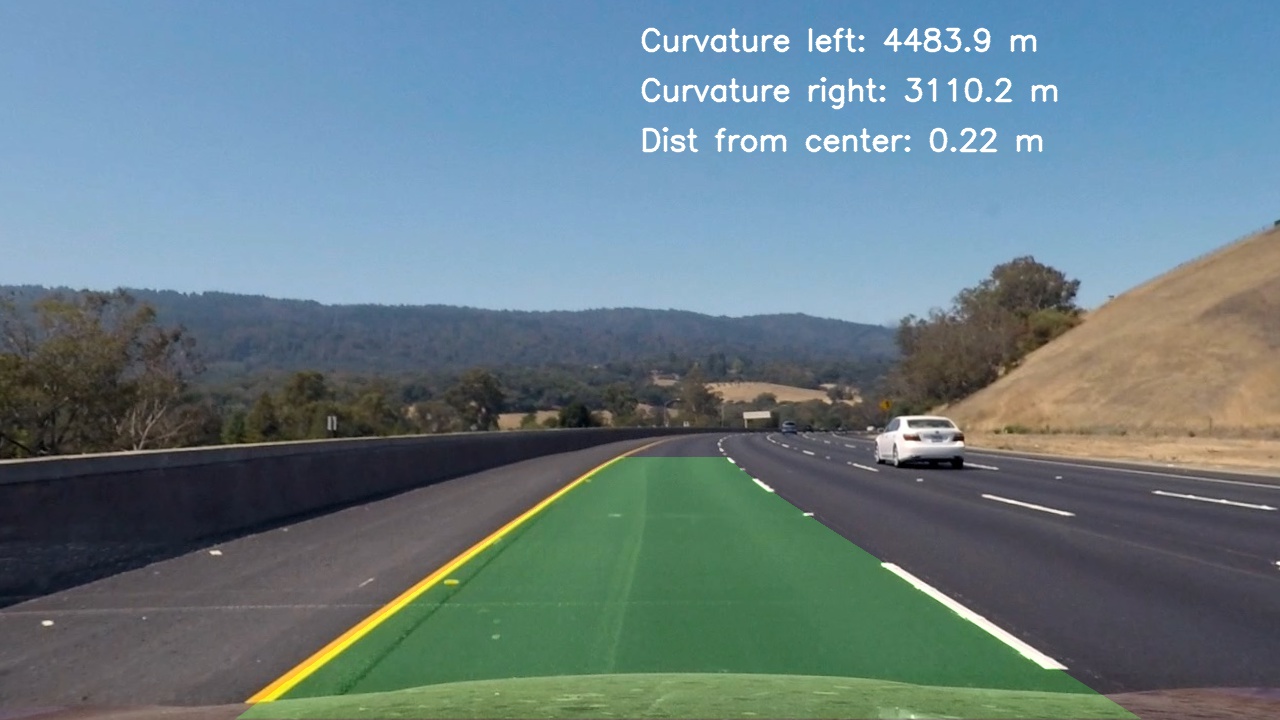 Curvature left: 4483.9 m
Curvature right: 3110.2 m
Dist from center: 0.22 m